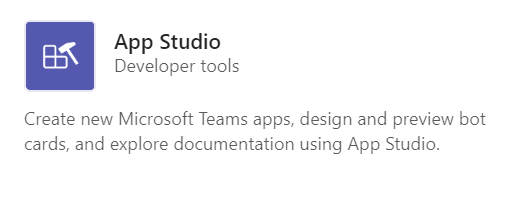 App Studio
Developer tools
Create new Microsoft Teams apps, design and preview bot
cards, and explore documentation using App Studio.